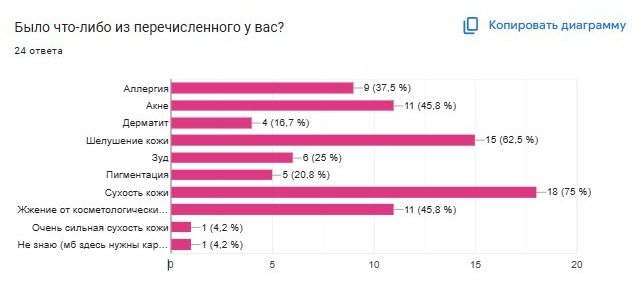 Было что-либо из перечисленного у вас?
Копировать диаграмму
24 ответа
Аллергия 9 (37,5 %)
Акне 11 (45,8 %)
Дерматит 4 (16,7 %)
Шелушение кожи 15 (62,5 %)
Зуд 6 (25 %)
Пигментация 5 (20,8 %)
Сухость кожи 18 (75 %)
Жжение от косметологически... 11 (45,8 %)
Очень сильная сухость кожи 1 (4,2 %)
Не знаю (мб здесь нужны кар... 1 (4,2 %)
0 5 10 15 20